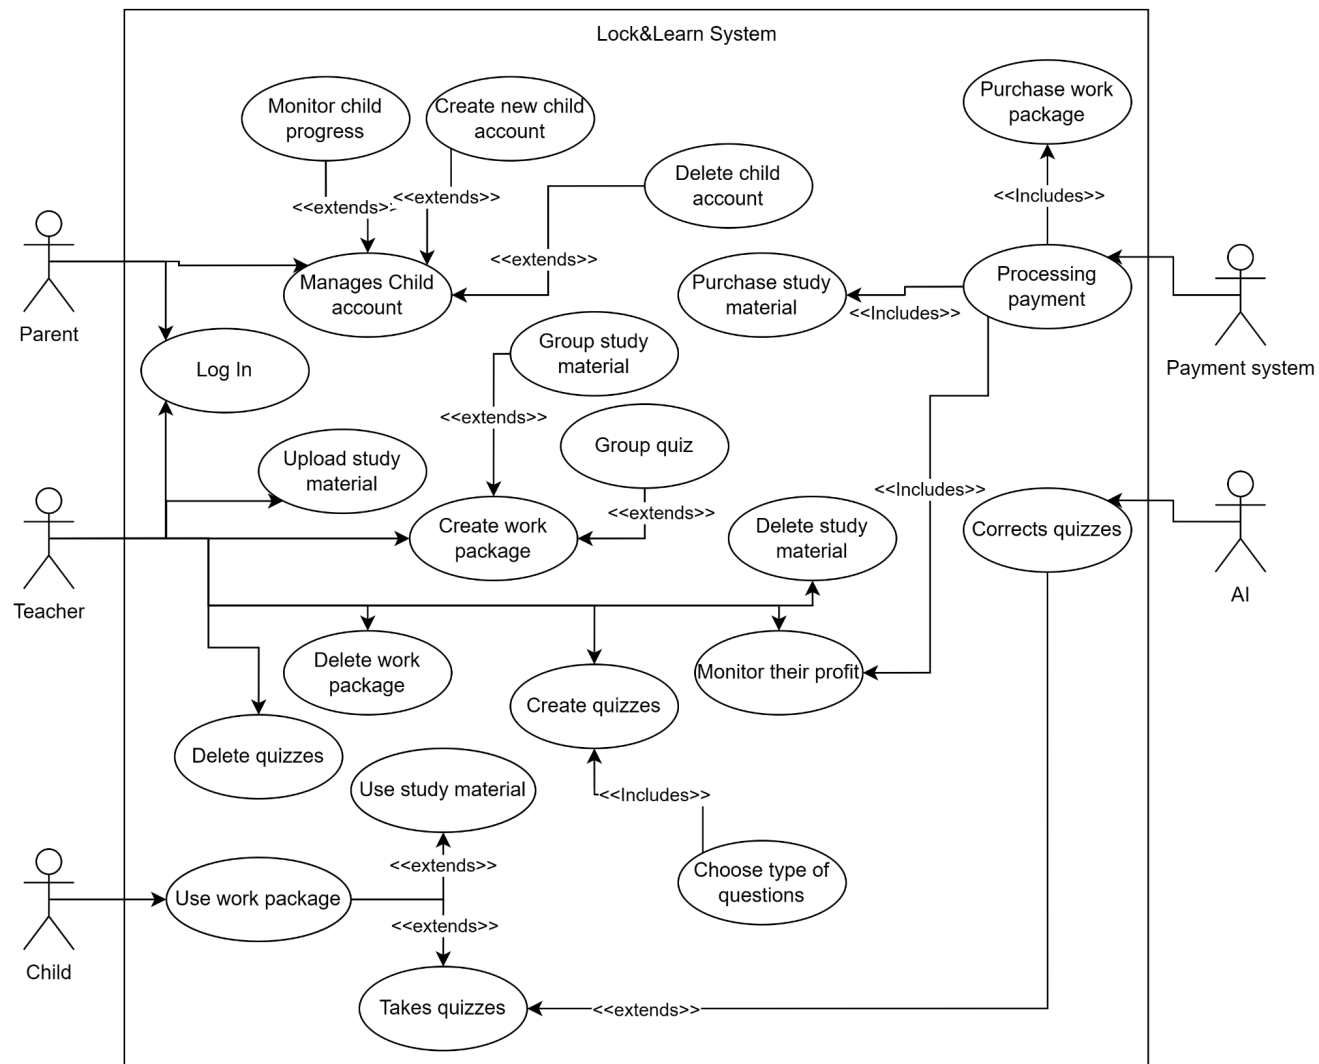 Lock&Learn System
Monitor child
progress
Create new child
account
Purchase work
package
Delete child
account
<<extends>>
<<extends>>
<<Includes>>
<<extends>>
Manages Child
account
Purchase study
material
Processing
payment
<<Includes>>
Parent
Payment system
Log In
Group study
material
<<extends>>
Group quiz
Upload study
material
<<Includes>>
<<extends>>
Create work
package
Delete study
material
Corrects quizzes
Teacher
AI
Delete work
package
Monitor their profit
Create quizzes
Delete quizzes
Use study material
<<Includes>>
<<extends>>
Choose type of
questions
Use work package
<<extends>>
Child
Takes quizzes
<<extends>>